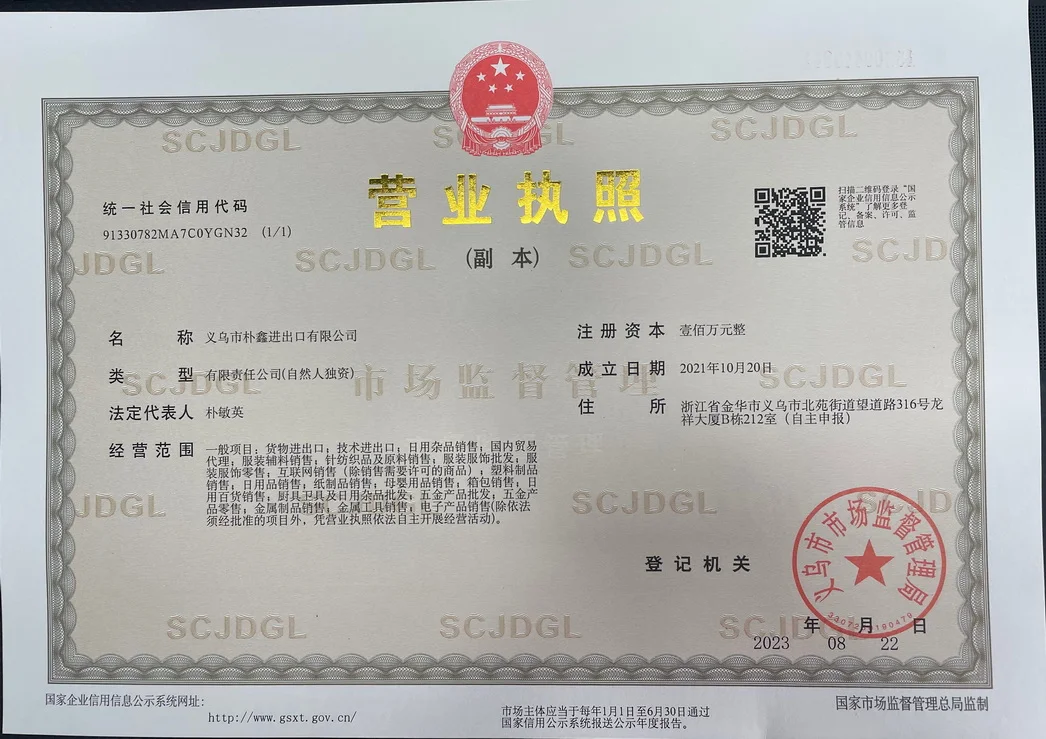 SCJDGL SCJDGL
营业执照
(副 本)
统一社会信用代码
91330782MA7C0YGN32 (1/1)
扫描二维码登录“国
家企业信用信息公示
系统”了解更多登
记、备案、许可、监
管信息
JDGL SCJDGL SCJDGL SCJD
名 称 义乌市朴鑫进出口有限公司
类 型 有限责任公司(自然人独资)
法定代表人 朴敏英
经营范围 一般项目：货物进出口；技术进出口；日用杂品销售；国内贸易
代理；服装辅料销售；针纺织品及原料销售；服装服饰批发；服
装服饰零售；互联网销售（除销售需要许可的商品）；塑料制品
销售；日用品销售；纸制品销售；母婴用品销售；箱包销售；日
用百货销售；厨具卫具及日用杂品批发；五金产品批发；五金产
品零售；金属制品销售；金属工具销售；电子产品销售(除依法
须经批准的项目外，凭营业执照依法自主开展经营活动)。
注册资本 壹佰万元整
成立日期 2021年10月20日
住 所 浙江省金华市义乌市北苑街道望道路316号龙
祥大厦B栋212室（自主申报）
SCJDGL 市场监督管理 SCJDGL
JDGL SCJDGL SCJD
登记机关
义乌市市场监督管理局
年 月 日
2023 08 22
SCJDGL SCJDGL SCJDGL
国家企业信用信息公示系统网址：
http://www.gsxt.gov.cn/
市场主体应当于每年1月1日至6月30日通过
国家信用公示系统报送公示年度报告。
国家市场监督管理总局监制